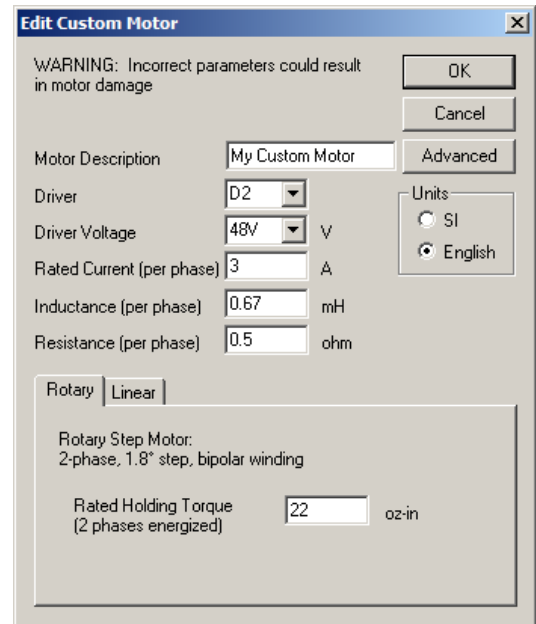 Edit Custom Motor
WARNING: Incorrect parameters could result
in motor damage
OK
Cancel
Advanced
Motor Description My Custom Motor
Driver D2
Driver Voltage 48V V
Rated Current (per phase) 3 A
Inductance (per phase) 0.67 mH
Resistance (per phase) 0.5 ohm
Units
SI
English
Rotary Linear
Rotary Step Motor:
2-phase, 1.8° step, bipolar winding
Rated Holding Torque
(2 phases energized)
22 oz-in